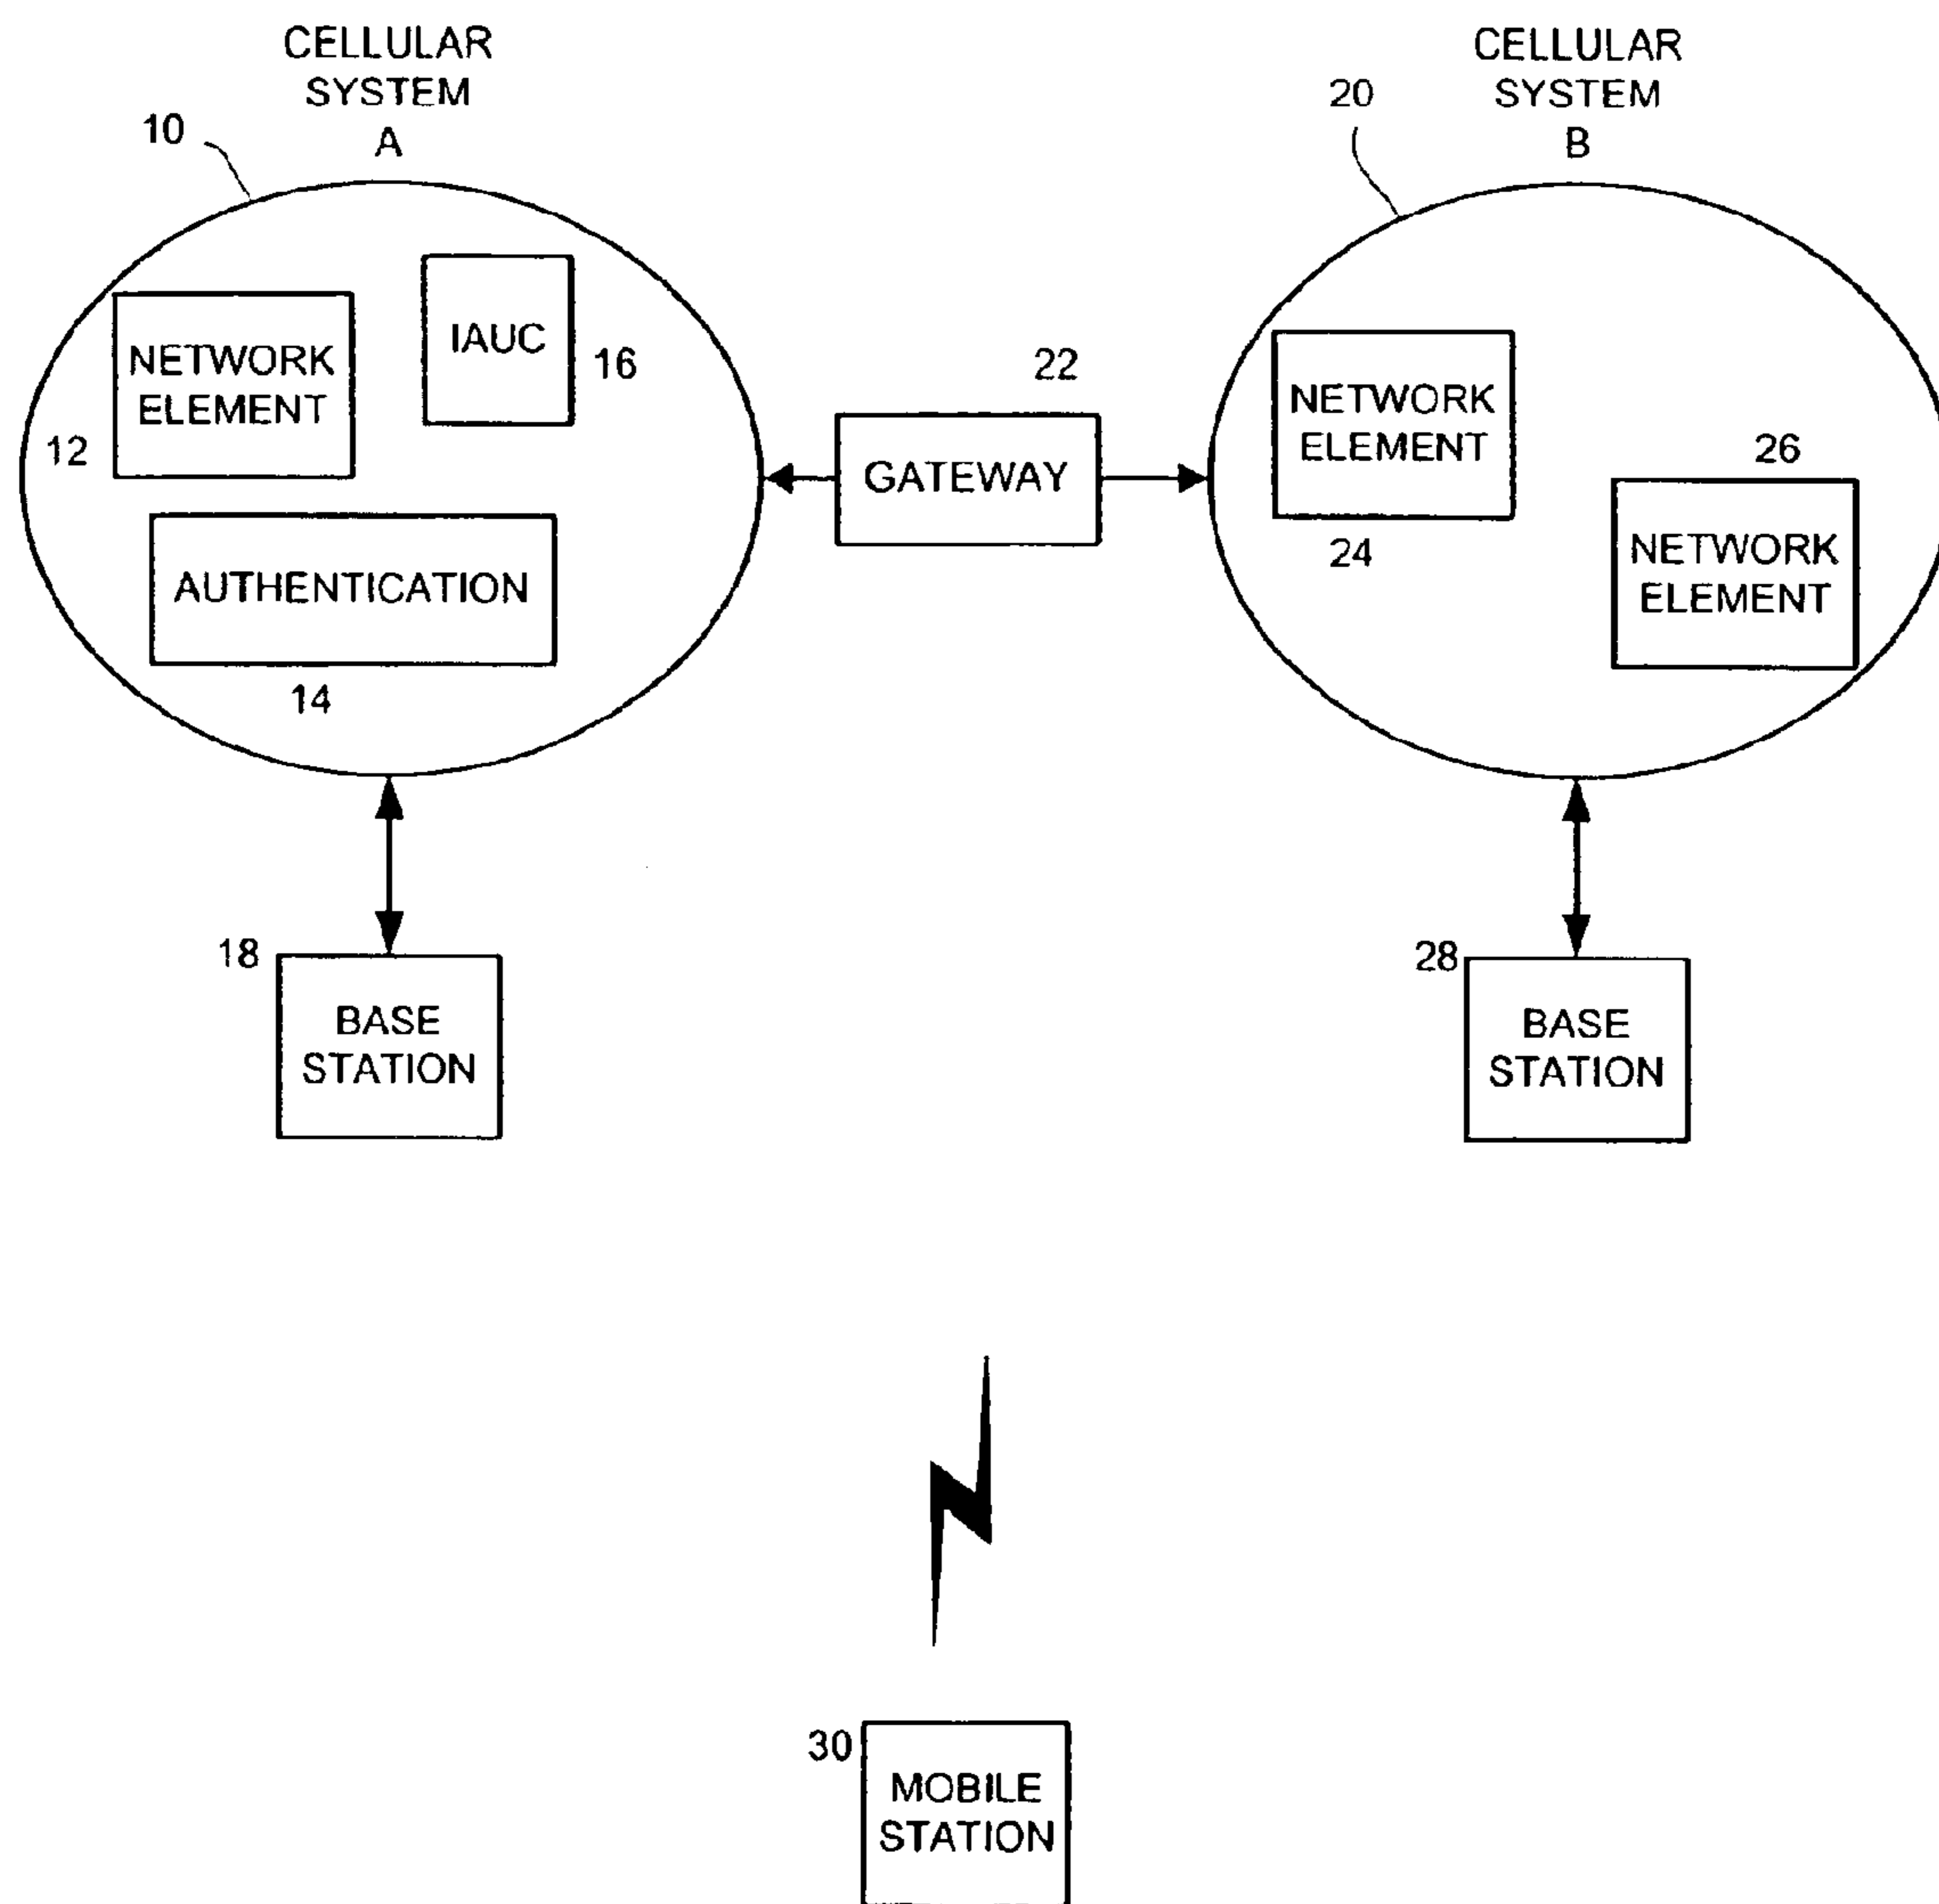 CELLULAR
SYSTEM
A
10
CELLULAR
SYSTEM
B
20
NETWORK
ELEMENT
12
IAUC
16
AUTHENTICATION
14
22
GATEWAY
NETWORK
ELEMENT
24
26
NETWORK
ELEMENT
18
BASE
STATION
28
BASE
STATION
30
MOBILE
STATION